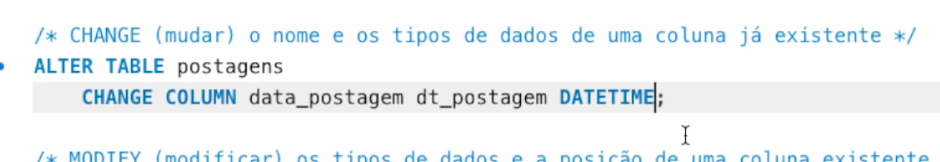 /* CHANGE (mudar) o nome e os tipos de dados de uma coluna já existente */
ALTER TABLE postagens
CHANGE COLUMN data_postagem dt_postagem DATETIME;
/* MODIFY (modificar) os tipos de dados e a posição de uma coluna existente